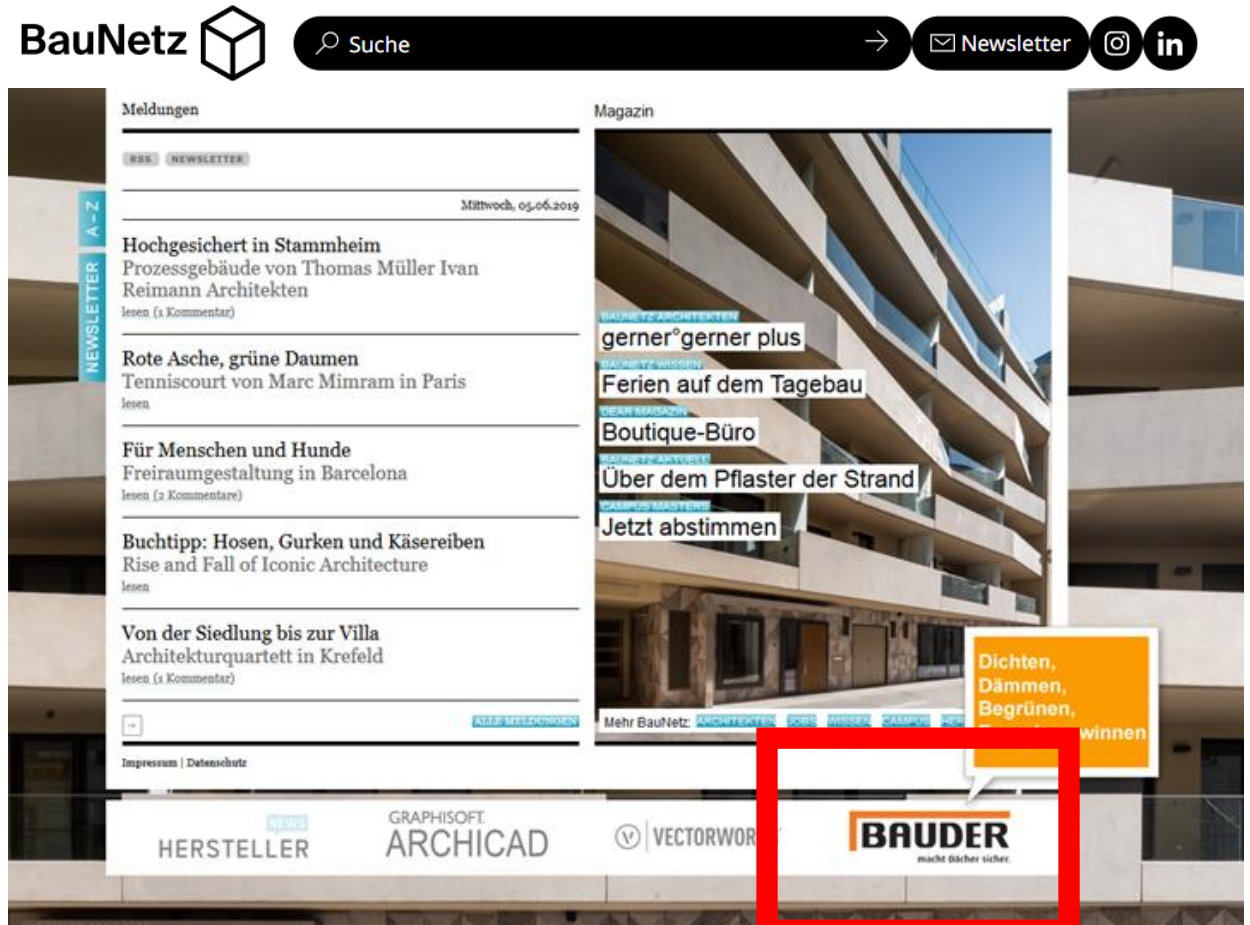 BauNetz
Suche
Newsletter
Meldungen
RSS NEWSLETTER
Mittwoch, 05.06.2019
Hochgesichert in Stammheim
Prozessgebäude von Thomas Müller Ivan
Reimann Architekten
lesen (1 Kommentar)
Rote Asche, grüne Daumen
Tenniscourt von Marc Mimram in Paris
lesen
Für Menschen und Hunde
Freiraumgestaltung in Barcelona
lesen (2 Kommentare)
Buchtipp: Hosen, Gurken und Käsereiben
Rise and Fall of Iconic Architecture
lesen
Von der Siedlung bis zur Villa
Architekturquartett in Krefeld
lesen (1 Kommentar)
ALLE MELDUNGEN
Impressum | Datenschutz
A – Z
NEWSLETTER
Magazin
BAUNETZ ARCHITEKTEN
gerner°gerner plus
BAUNETZ WISSEN
Ferien auf dem Tagebau
DEAR MAGAZIN
Boutique-Büro
BAUNETZ AKTUELL
Über dem Pflaster der Strand
CAMPUS MASTERS
Jetzt abstimmen
Mehr BauNetz: ARCHITEKTEN JOBS WISSEN CAMPUS
Dichten,
Dämmen,
Begrünen,
NEWS
HERSTELLER
GRAPHISOFT.
ARCHICAD
VECTORWOR
BAUDER
macht Dächer sicher.